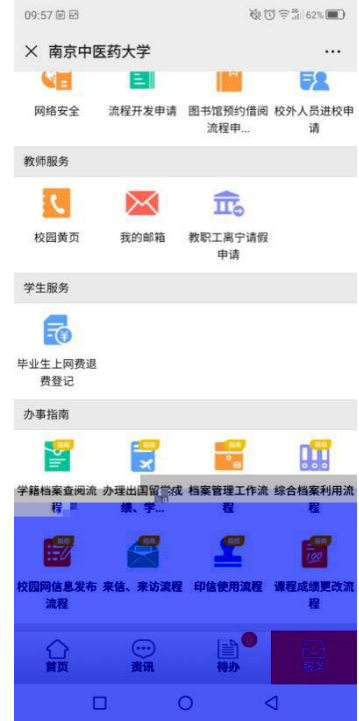 09:57 62%
南京中医药大学
网络安全 流程开发申请 图书馆预约借阅 校外人员进校申
流程申... 请
教师服务
校园黄页 我的邮箱 教职工离宁请假
申请
学生服务
毕业生上网费退
费登记
办事指南
指南 指南 指南 指南
学籍档案查阅流 办理出国留学成 档案管理工作流 综合档案利用流
程 绩、学... 程 程
指南 指南 指南 指南
100
校园网信息发布 来信、来访流程 印信使用流程 课程成绩更改流
流程 程
0
首页 资讯 待办 服务